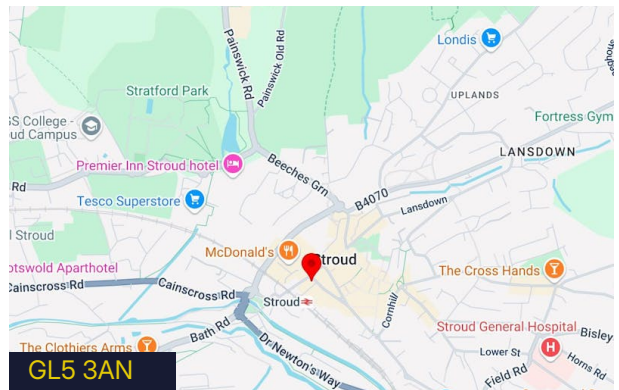 Londis
Painswick Rd
Painswick Old Rd
Stratford Park
UPLANDS
Fortress Gym
SS College -
ud Campus
LANSDOWN
Premier Inn Stroud hotel
Beeches Grn
Rd
Tesco Superstore
B4070
Lansdown
l Stroud
McDonald's
Stroud
otswold Aparthotel
The Cross Hands
Cainscross Rd
Cainscross Rd
Stroud
Cornhill
Bath Rd
Stroud General Hospital
Bisley
The Clothiers Arms
Dr Newton's Way
Lower St
Horns Rd
Field Rd
GL5 3AN